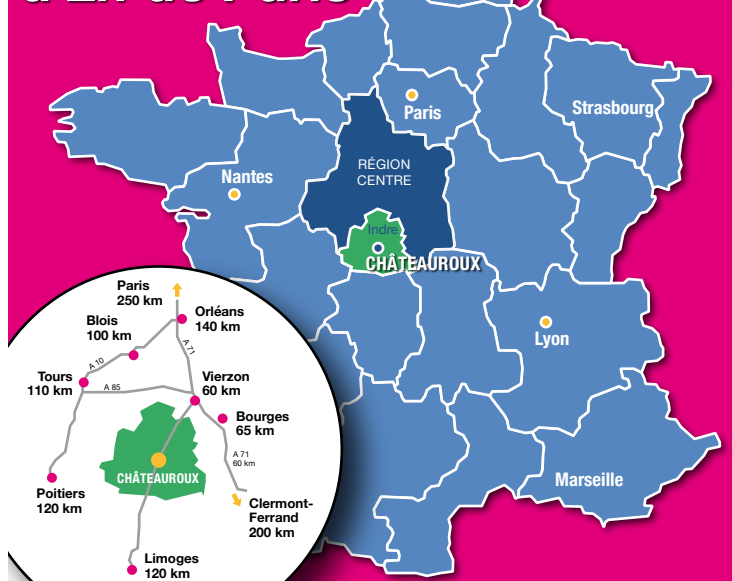 Paris
Strasbourg
RÉGION
CENTRE
Nantes
Indre
CHÂTEAUROUX
Lyon
Marseille
Paris
250 km
Orléans
140 km
Blois
100 km
A 10
A 71
Tours
110 km
A 85
Vierzon
60 km
Bourges
65 km
A 71
60 km
CHÂTEAUROUX
Poitiers
120 km
Clermont-
Ferrand
200 km
Limoges
120 km